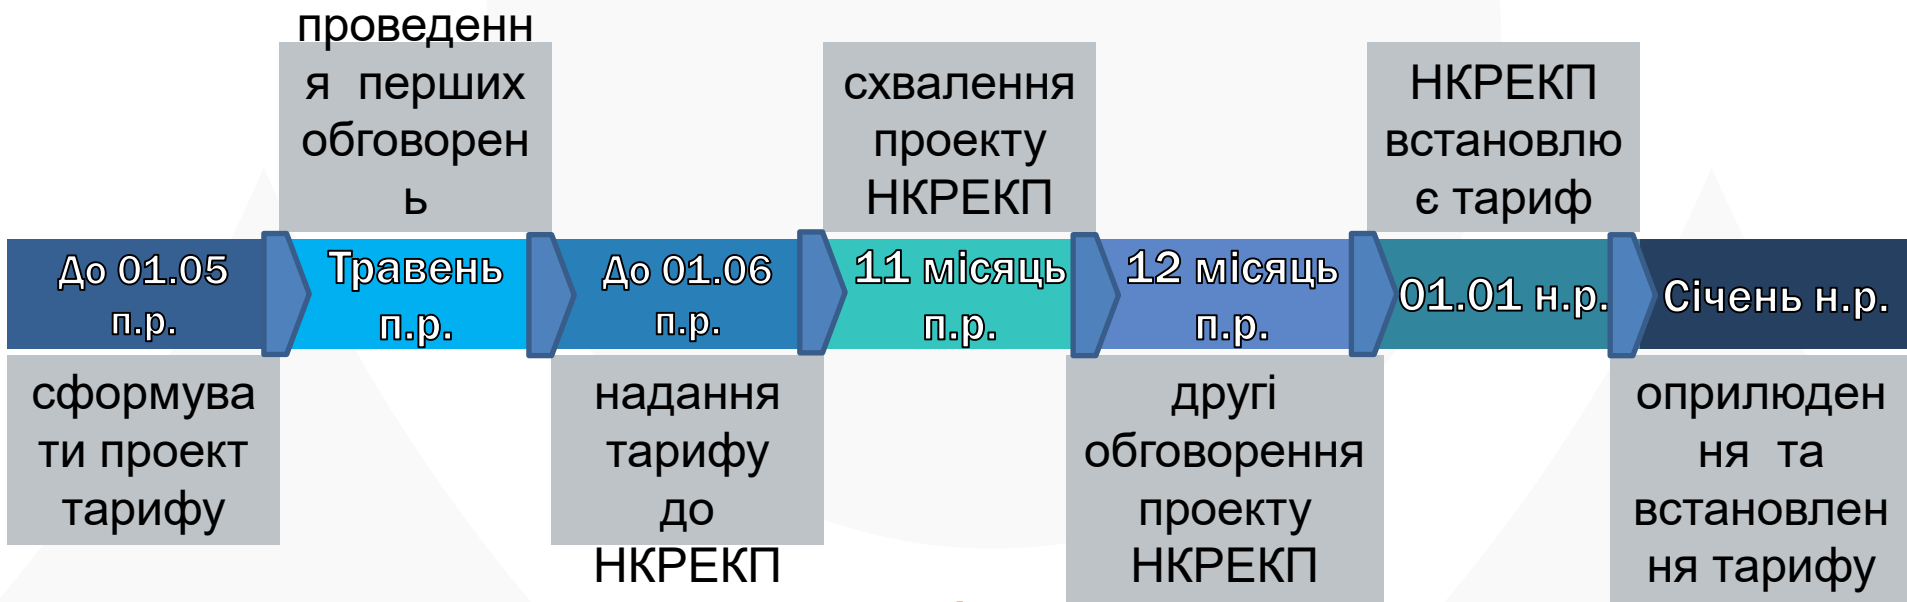 проведенн
я перших
обговорен
ь
схвалення
проекту
НКРЕКП
НКРЕКП
встановлю
є тариф
До 01.05
п.р.
Травень
п.р.
До 01.06
п.р.
11 місяць
п.р.
12 місяць
п.р.
01.01 н.р.
Січень н.р.
сформува
ти проект
тарифу
надання
тарифу
до
НКРЕКП
другі
обговорення
проекту
НКРЕКП
оприлюден
ня та
встановлен
ня тарифу